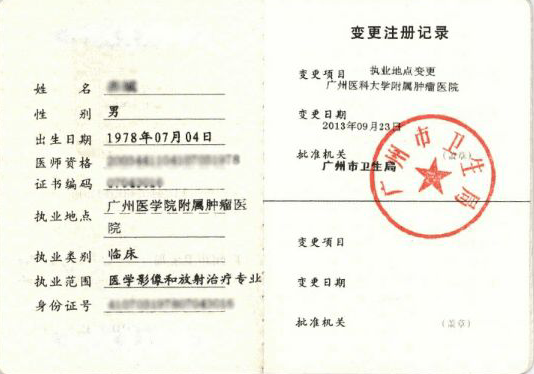 姓名
性别 男
出生日期 1978年07月04日
医师资格
证书编码
执业地点 广州医学院附属肿瘤医
院
执业类别 临床
执业范围 医学影像和放射治疗专业
身份证号
变更注册记录
变更项目 执业地点变更
广州医科大学附属肿瘤医院
变更日期
2013年09月23日
批准机关 (盖章)
广州市卫生局
广州市卫生局
变更项目
变更日期
批准机关 (盖章)